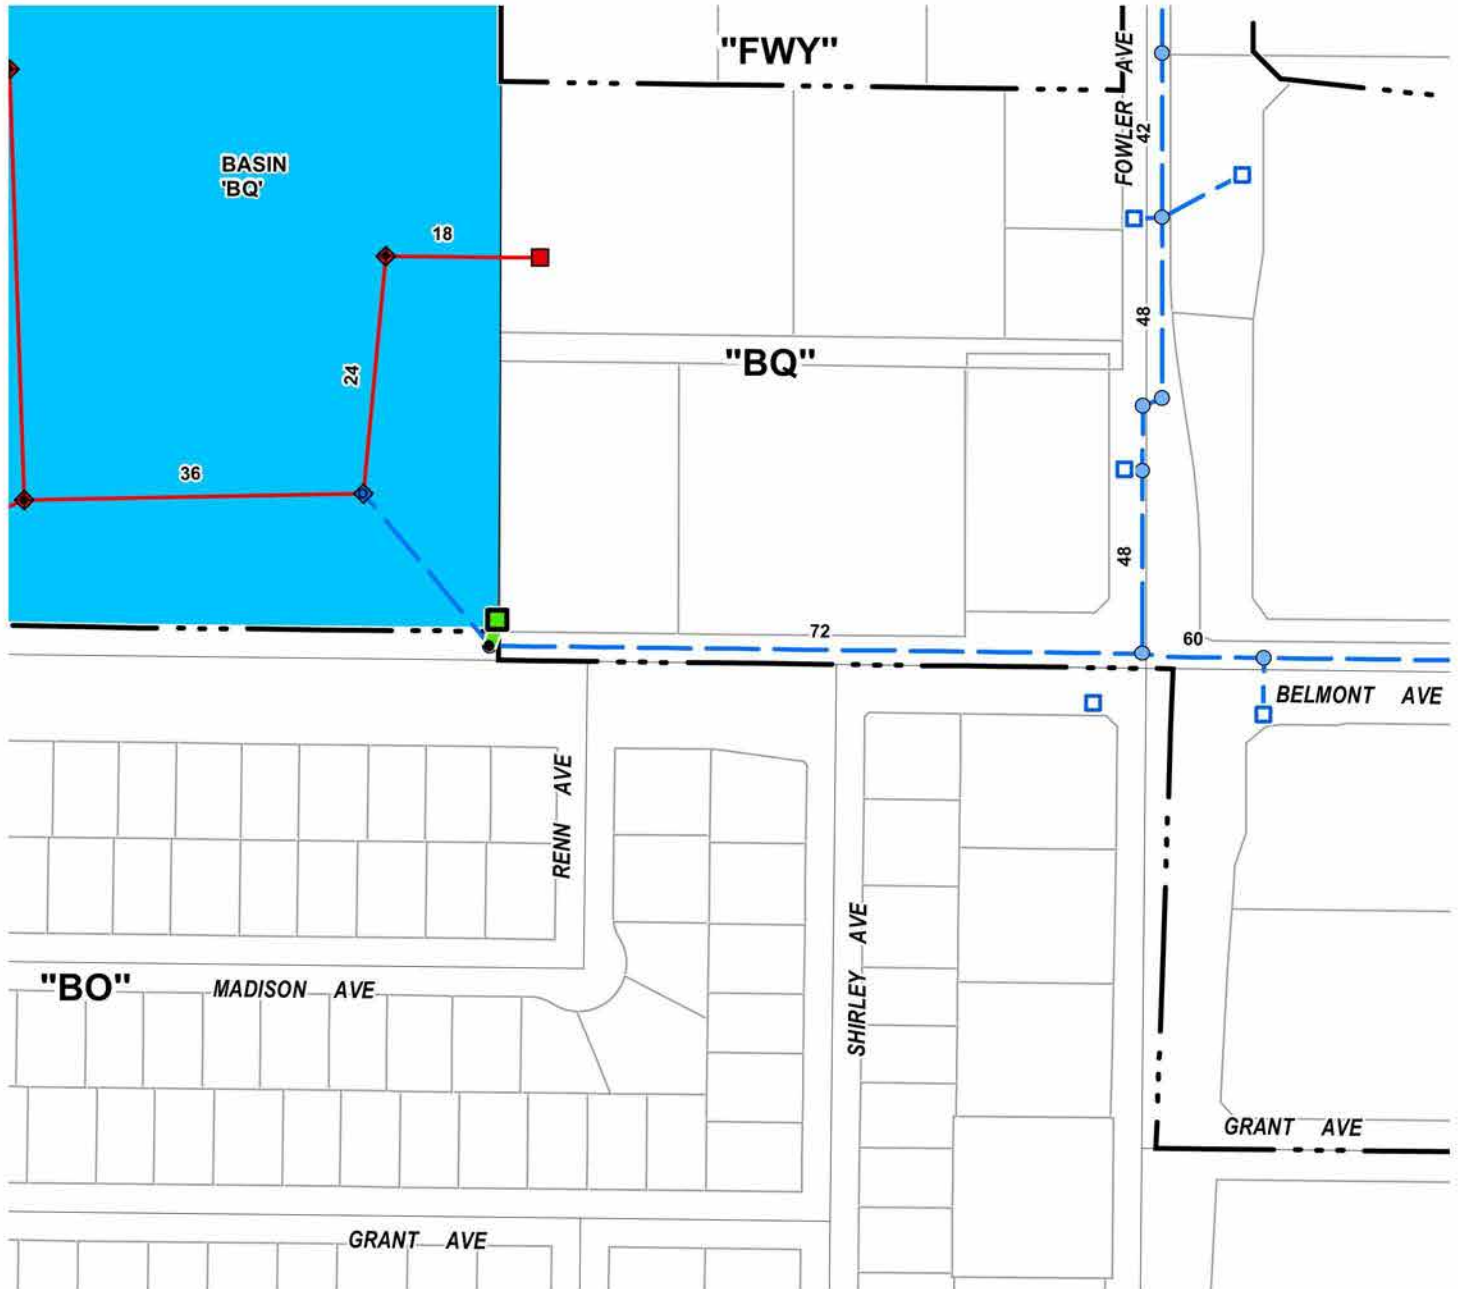 "FWY"
FOWLER AVE
42
BASIN
'BQ'
18
48
"BQ"
24
36
48
72
60
BELMONT AVE
RENN AVE
SHIRLEY AVE
"BO"
MADISON AVE
GRANT AVE
GRANT AVE